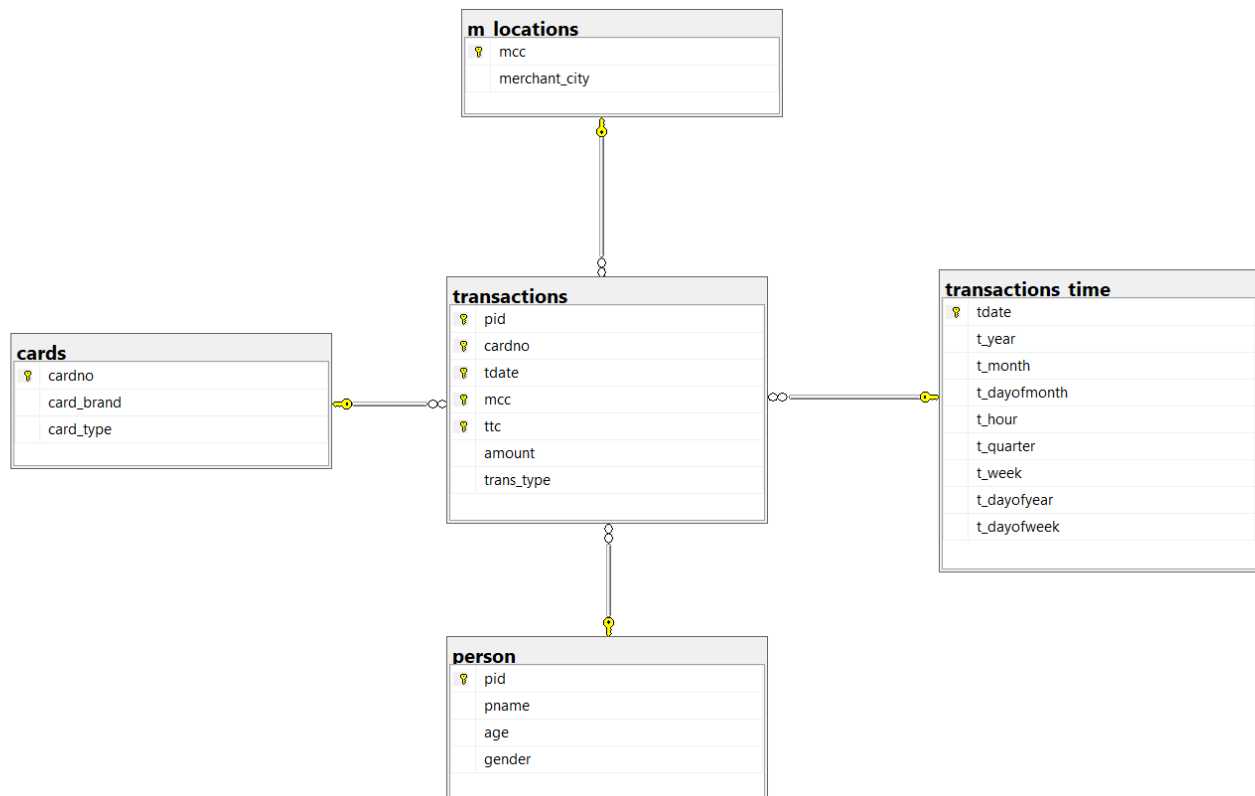 m_locations
mcc
merchant_city
transactions
pid
cardno
tdate
mcc
ttc
amount
trans_type
cards
cardno
card_brand
card_type
transactions_time
tdate
t_year
t_month
t_dayofmonth
t_hour
t_quarter
t_week
t_dayofyear
t_dayofweek
person
pid
pname
age
gender